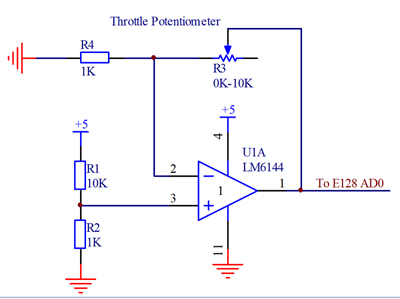 Throttle Potentiometer
R4
1K
R3
0K-10K
+5
+5
4
U1A
LM6144
R1
10K
2
3
1
1
To E128 AD0
R2
1K
11